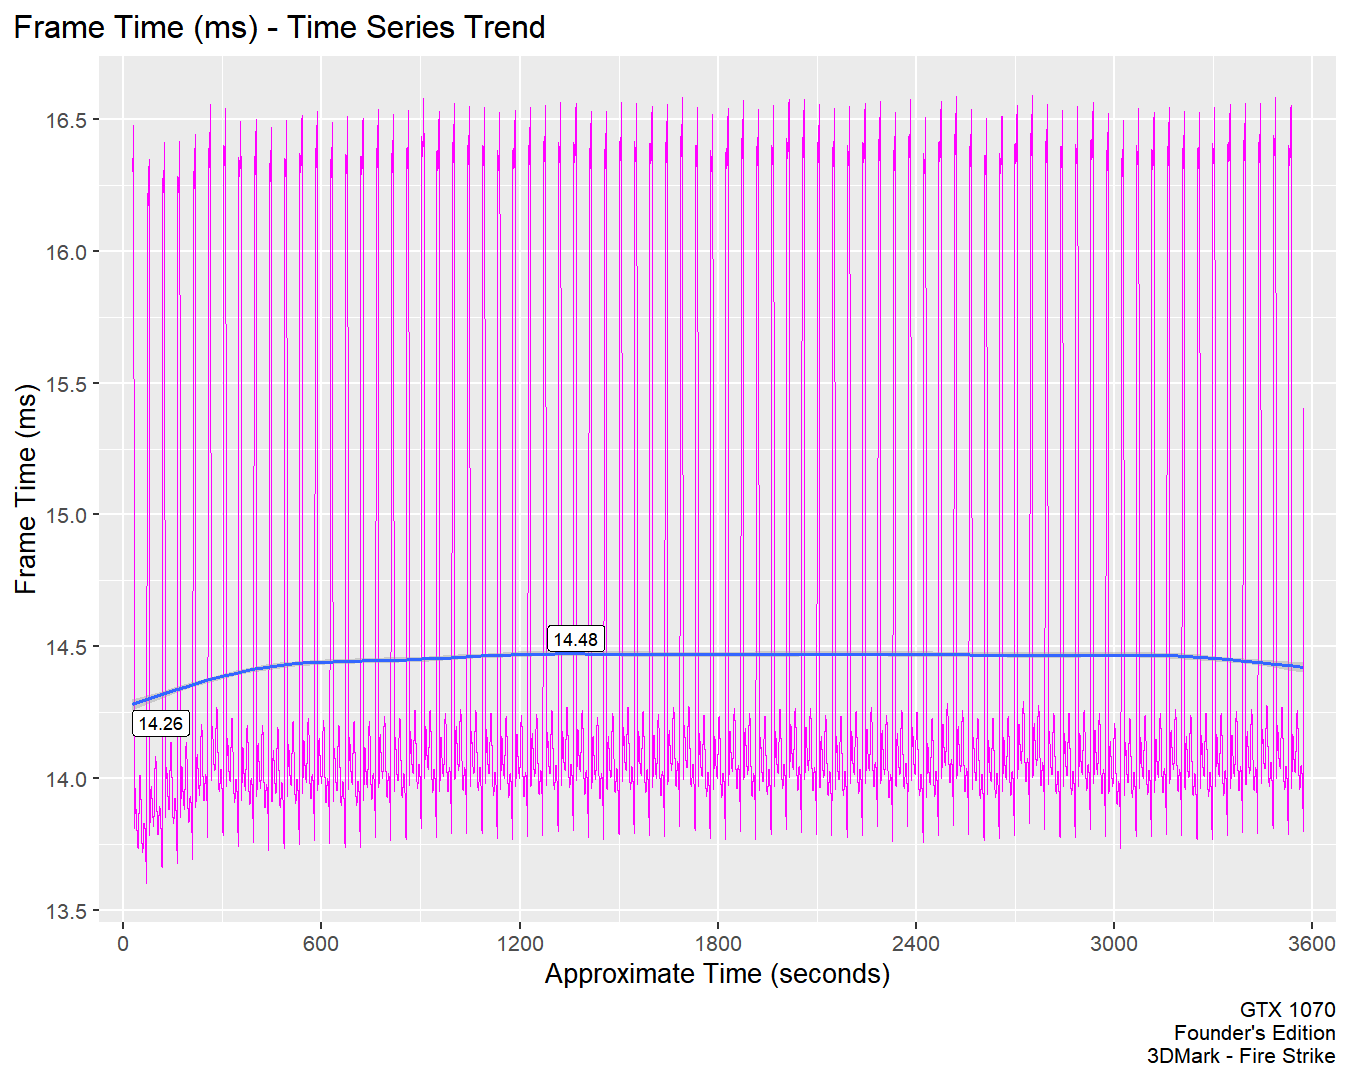 Frame Time (ms) - Time Series Trend
Frame Time (ms)
16.5
16.0
15.5
15.0
14.5
14.0
13.5
14.48
14.26
0 600 1200 1800 2400 3000 3600
Approximate Time (seconds)
GTX 1070
Founder's Edition
3DMark - Fire Strike